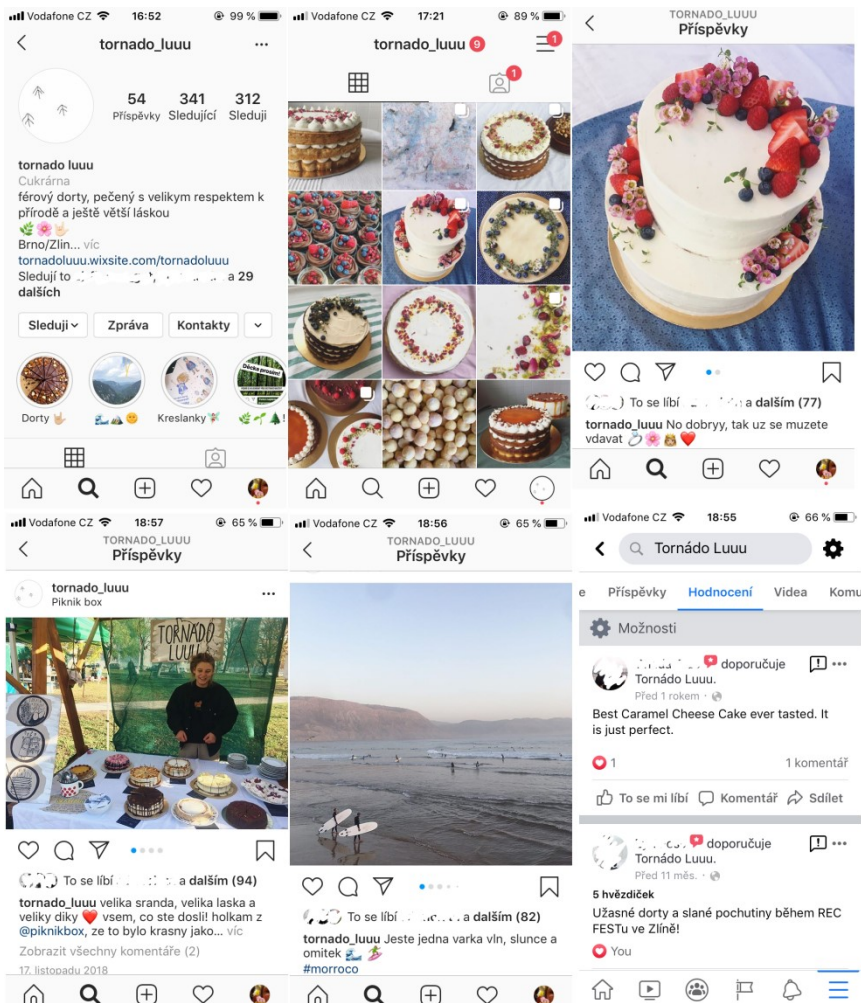 Vodafone CZ 16:52 99 %
tornado_luuu
54 341 312
Příspěvky Sledující Sleduji
tornado luuu
Cukrárna
férový dorty, pečený s velikym respektem k
přírodě a ještě větší láskou
🌿🌸🤟🏻
Brno/Zlin... víc
tornadoluuu.wixsite.com/tornadoluuu
Sledují to a 29
dalších
Sleduji Zpráva Kontakty
Děcka prosím!
Dorty 🤟🏻 🌊⛰🙂 Kreslanky🧚 🌿🌱🌲!
Vodafone CZ 17:21 89 %
tornado_luuu 9
1
1
TORNADO_LUUU
Příspěvky
To se líbí a dalším (77)
tornado_luuu No dobryy, tak uz se muzete
vdavat 💍🌸👸❤️
Vodafone CZ 18:57 65 %
TORNADO_LUUU
Příspěvky
tornado_luuu
Piknik box
TORNÁDO
LUUU
To se líbí a dalším (94)
tornado_luuu velika sranda, velika laska a
veliky diky ❤️ vsem, co ste dosli! holkam z
@piknikbox, ze to bylo krasny jako... víc
Zobrazit všechny komentáře (2)
17. listopadu 2018
Vodafone CZ 18:56 65 %
TORNADO_LUUU
Příspěvky
To se líbí a dalším (82)
tornado_luuu Jeste jedna varka vln, slunce a
omitek 🌊🏄
#morroco
Vodafone CZ 18:55 66 %
Tornádo Luuu
e Příspěvky Hodnocení Videa Komu
Možnosti
doporučuje
Tornádo Luuu.
Před 1 rokem
Best Caramel Cheese Cake ever tasted. It
is just perfect.
1 1 komentář
To se mi líbí Komentář Sdílet
doporučuje
Tornádo Luuu.
Před 11 měs.
5 hvězdiček
Užasné dorty a slané pochutiny během REC
FESTu ve Zlíně!
You